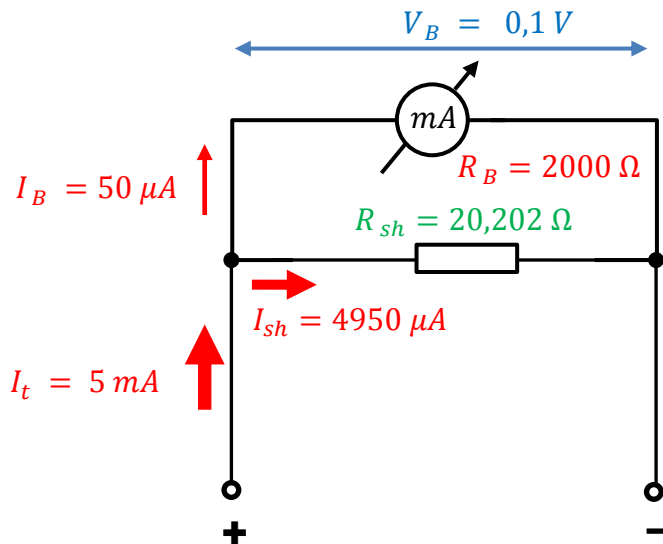 V_B = 0,1 V
mA
R_B = 2000 Ω
I_B = 50 μA
R_sh = 20,202 Ω
I_sh = 4950 μA
I_t = 5 mA
+ −